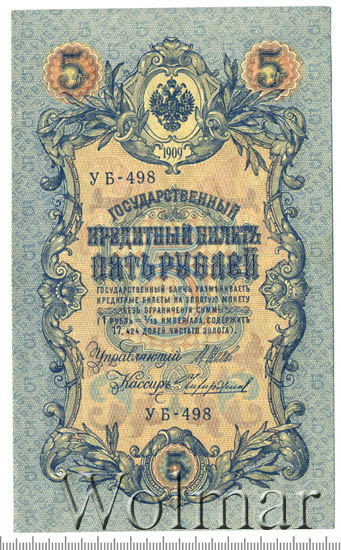 5 5
1909
УБ-498
ГОСУДАРСТВЕННЫЙ
КРЕДИТНЫЙ БИЛЕТЪ
ПЯТЬ РУБЛЕЙ
ГОСУДАРСТВЕННЫЙ БАНКЪ РАЗМѢНИВАЕТЪ
КРЕДИТНЫЕ БИЛЕТЫ НА ЗОЛОТУЮ МОНЕТУ
БЕЗЪ ОГРАНИЧЕНІЯ СУММЫ
(1 РУБЛЬ = 1/15 ИМПЕРІАЛА, СОДЕРЖИТЪ
17,424 ДОЛЕЙ ЧИСТАГО ЗОЛОТА).
Управляющій
Кассиръ
УБ-498
5
Wolmar